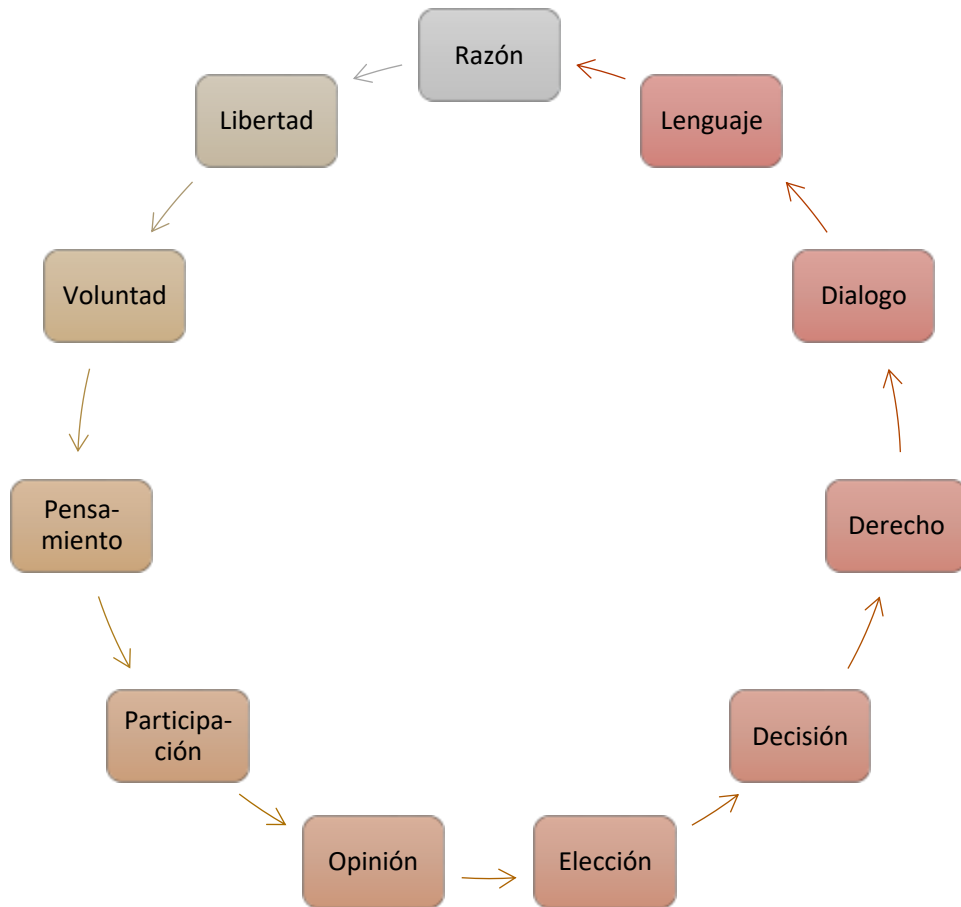 Razón
Libertad
Voluntad
Pensa-
miento
Participa-
ción
Opinión
Elección
Decisión
Derecho
Dialogo
Lenguaje